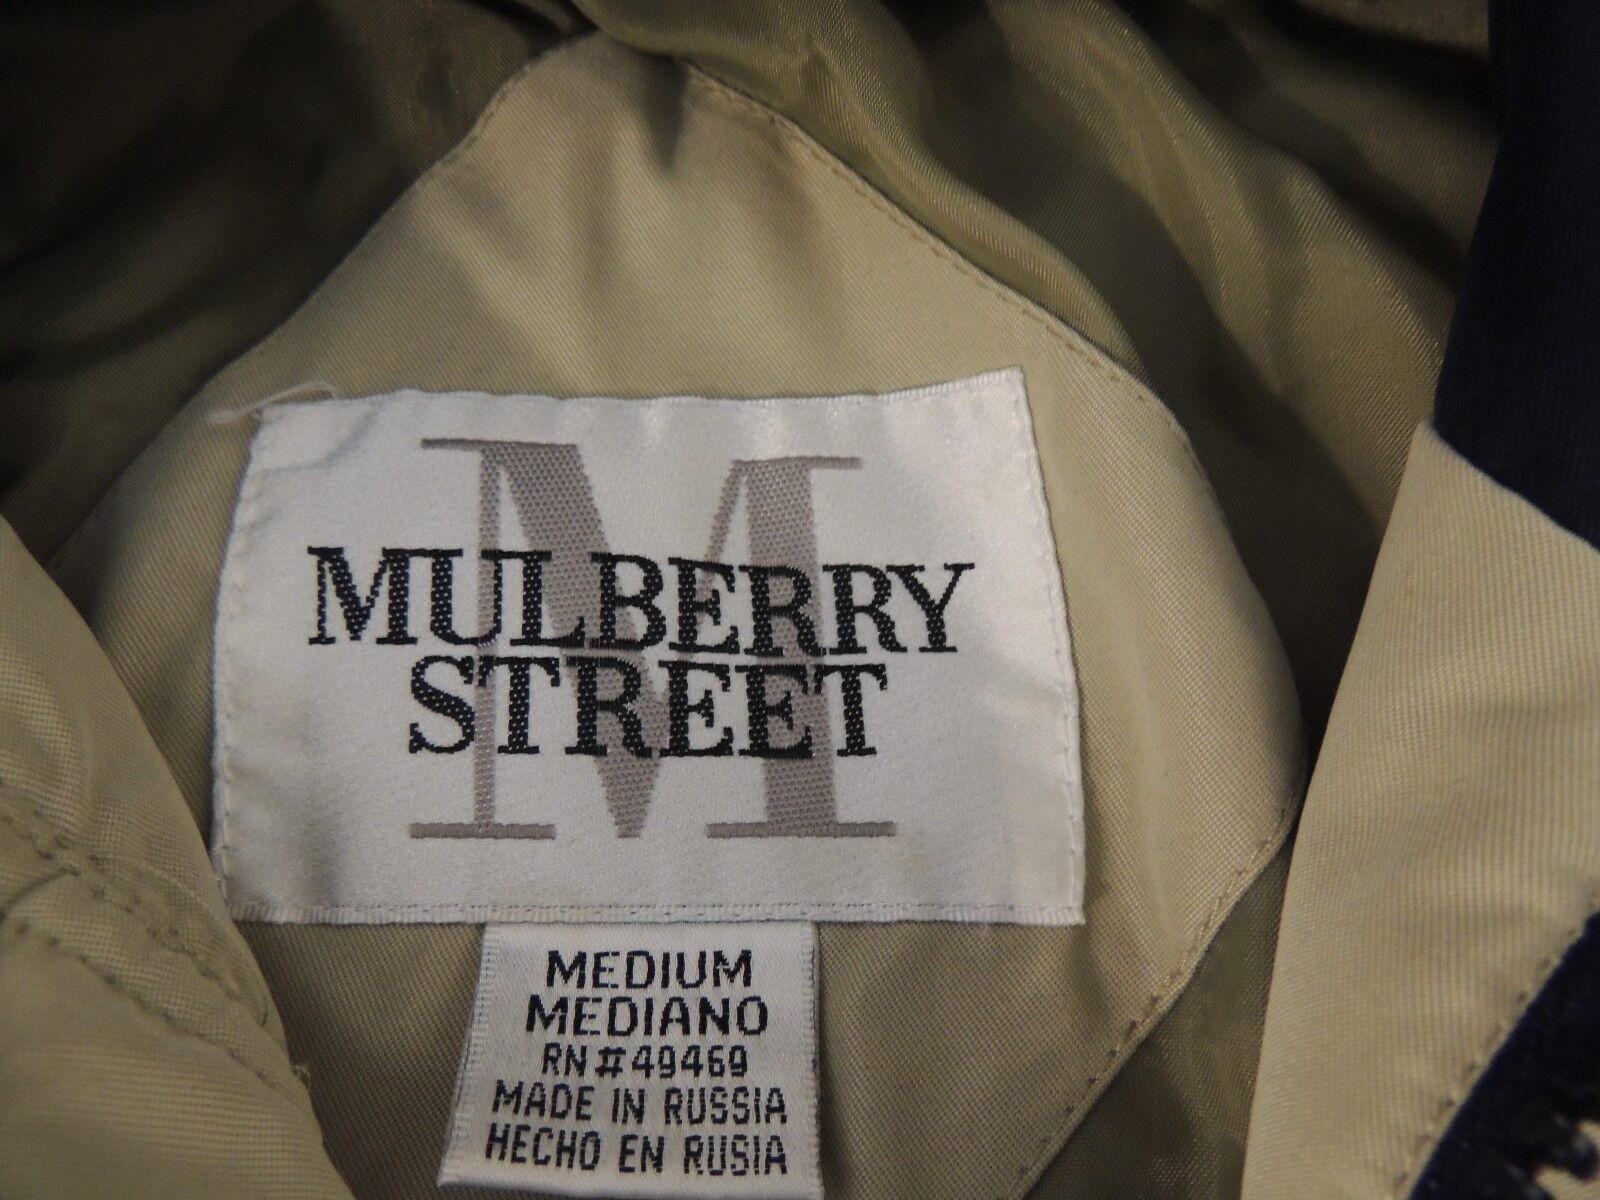 M
MULBERRY
STREET
MEDIUM
MEDIANO
RN#49469
MADE IN RUSSIA
HECHO EN RUSIA